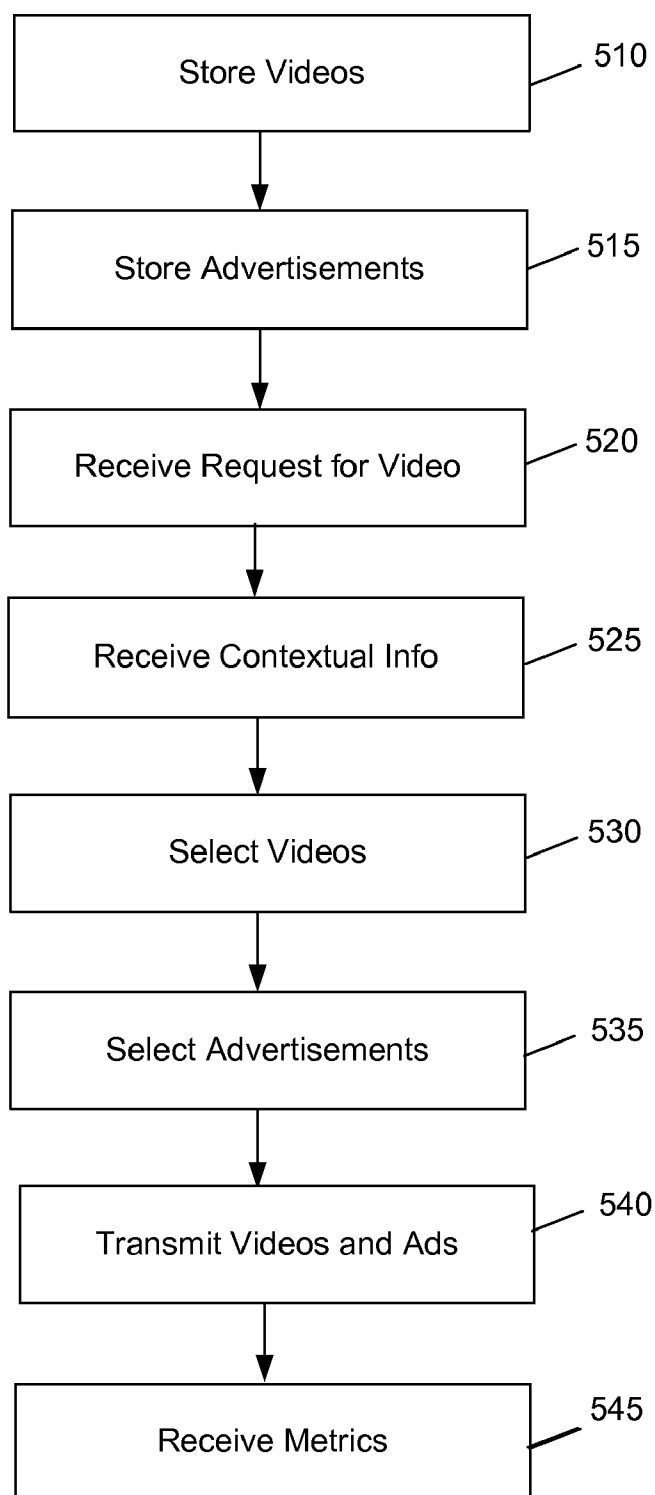 Store Videos
510
Store Advertisements
515
Receive Request for Video
520
Receive Contextual Info
525
Select Videos
530
Select Advertisements
535
Transmit Videos and Ads
540
Receive Metrics
545